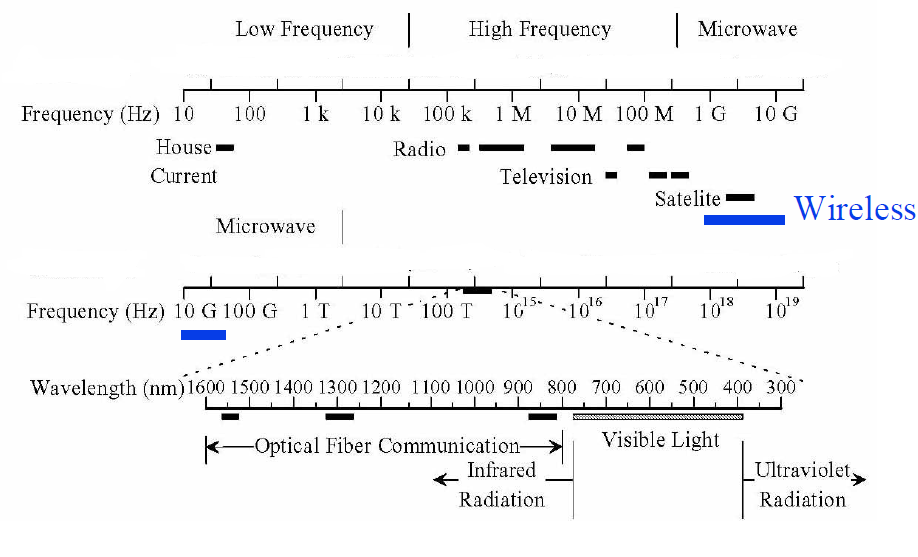 Low Frequency High Frequency Microwave
Frequency (Hz) 10 100 1 k 10 k 100 k 1 M 10 M 100 M 1 G 10 G
House Current
Radio
Television
Satelite
Wireless
Microwave
Frequency (Hz) 10 G 100 G 1 T 10 T 100 T 10^15 10^16 10^17 10^18 10^19
Wavelength (nm) 1600 1500 1400 1300 1200 1100 1000 900 800 700 600 500 400 300
Optical Fiber Communication
Visible Light
Infrared
Radiation
Ultraviolet
Radiation